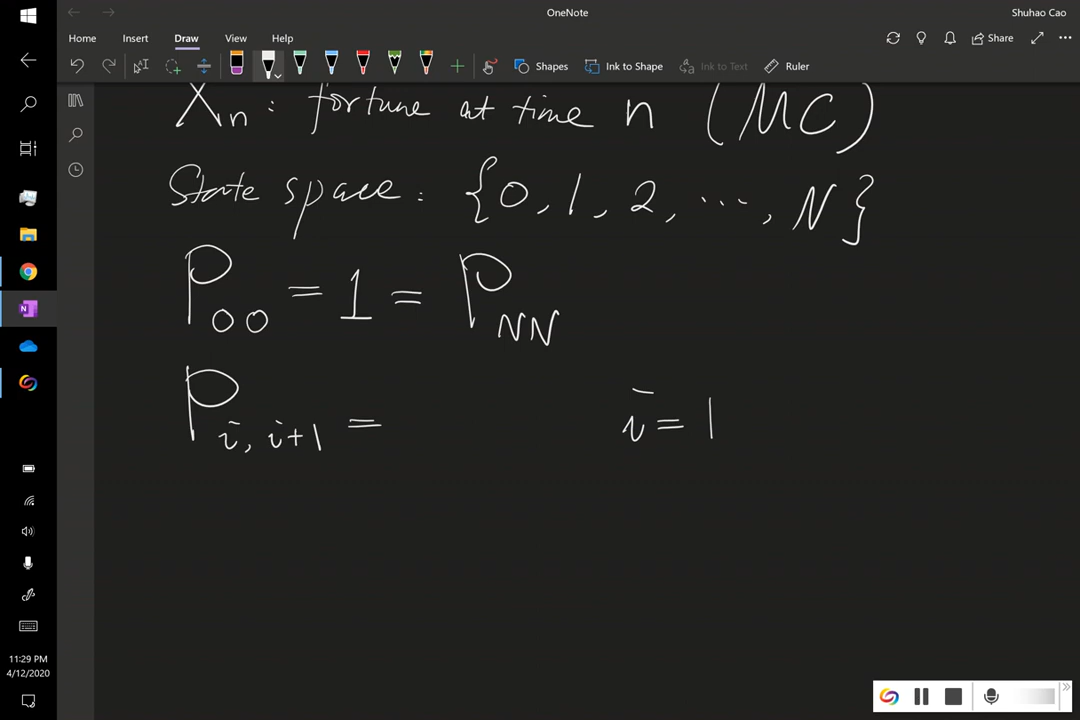 OneNote
Shuhao Cao
Home Insert Draw View Help
Shapes Ink to Shape Ink to Text Ruler Share
Xn : fortune at time n (MC)
State space : {0, 1, 2, ..., N}
P00 = 1 = PNN
Pi, i+1 = i = 1
11:29 PM
4/12/2020